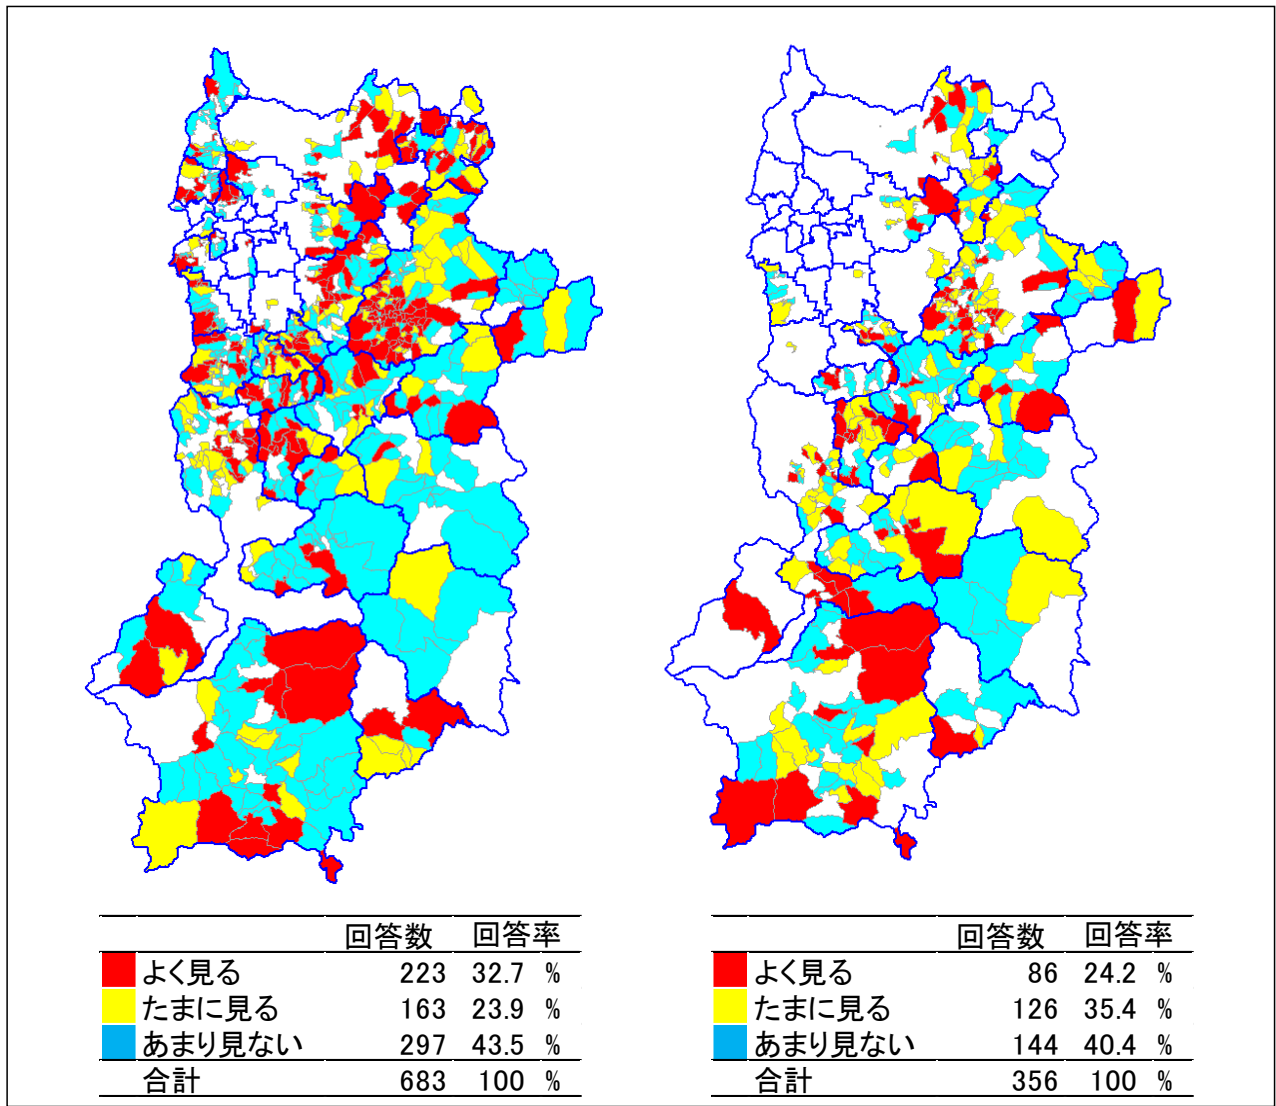 回答数 回答率
よく見る 223 32.7 %
たまに見る 163 23.9 %
あまり見ない 297 43.5 %
合計 683 100 %
回答数 回答率
よく見る 86 24.2 %
たまに見る 126 35.4 %
あまり見ない 144 40.4 %
合計 356 100 %